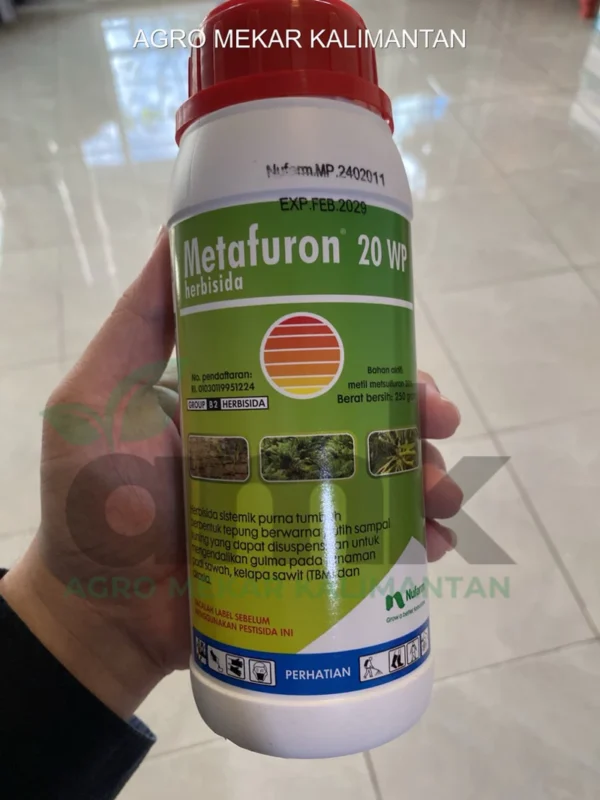 AGRO MEKAR KALIMANTAN
Nufarm.MP.2402011
EXP.FEB.2029
Metafuron® 20 WP
herbisida
No. pendaftaran:
RI. 01030119951224
GROUP B2 HERBISIDA
Bahan aktif:
metil metsulfuron
Berat bersih: 250 gram
amk
AGRO MEKAR KALIMANTAN
Herbisida sistemik purna tumbuh
berbentuk tepung berwarna putih sampai
kuning yang dapat disuspensikan untuk
mengendalikan gulma pada tanaman
padi sawah, kelapa sawit (TBM) dan
BACALAH LABEL SEBELUM
MENGGUNAKAN PESTISIDA INI
Nufarm
Grow a better
PERHATIAN